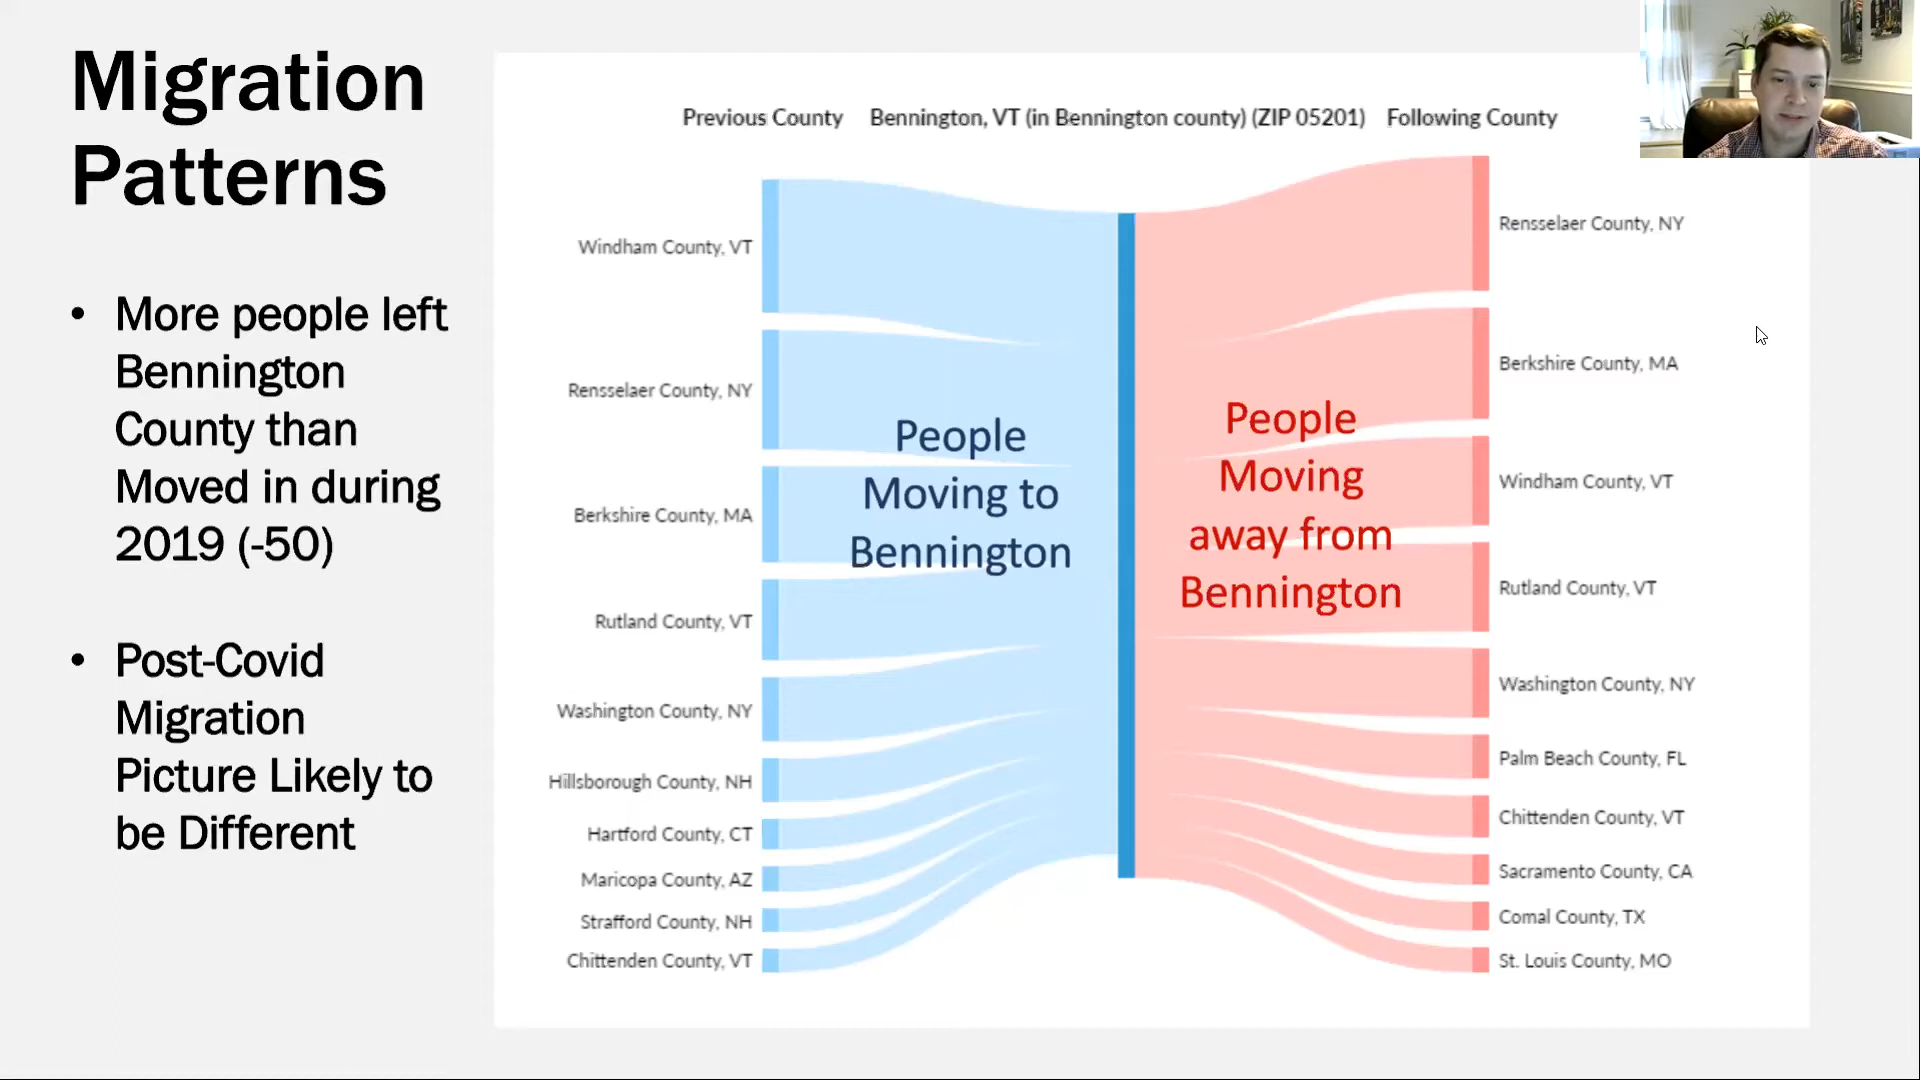 Migration
Patterns
• More people left
Bennington
County than
Moved in during
2019 (-50)
• Post-Covid
Migration
Picture Likely to
be Different
Previous County
Bennington, VT (in Bennington county) (ZIP 05201)
Following County
Windham County, VT
Rensselaer County, NY
Berkshire County, MA
Rutland County, VT
Washington County, NY
Hillsborough County, NH
Hartford County, CT
Maricopa County, AZ
Strafford County, NH
Chittenden County, VT
People
Moving to
Bennington
People
Moving
away from
Bennington
Rensselaer County, NY
Berkshire County, MA
Windham County, VT
Rutland County, VT
Washington County, NY
Palm Beach County, FL
Chittenden County, VT
Sacramento County, CA
Comal County, TX
St. Louis County, MO